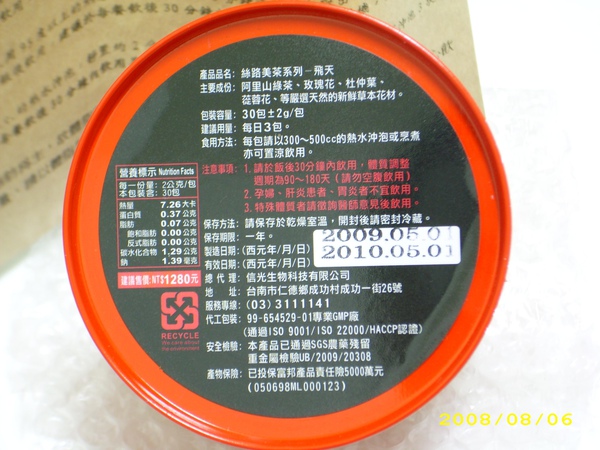 產品品名：絲路美茶系列－飛天
主要成份：阿里山綠茶、玫瑰花、杜仲葉、
蓯蓉花、等嚴選天然的新鮮草本花材。
包裝容量：30包±2g/包
建議用量：每日3包。
食用方法：每包請以300～500cc的熱水沖泡或烹煮
亦可置涼飲用。
注意事項：1. 請於飯後30分鐘內飲用，體質調整
週期為90～180天（請勿空腹飲用）
2. 孕婦、肝炎患者、胃炎者不宜飲用。
3. 特殊體質者請徵詢醫師意見後飲用。
營養標示 Nutrition Facts
每一份量：2公克/包
本包裝含：30包
熱量 7.26大卡
蛋白質 0.37公克
脂肪 0.07公克
飽和脂肪 0.00公克
反式脂肪 0.00公克
碳水化合物 1.29公克
鈉 1.39毫克
建議售價：NT$1280元
RECYCLE
保存方法：請保存於乾燥室溫，開封後請密封冷藏。
保存期限：一年。
製造日期：（西元年/月/日）2009.05.01
有效日期：（西元年/月/日）2010.05.01
總 代 理：信光生物科技有限公司
地 址：台南市仁德鄉成功村成功一街26號
服務專線：（03）3111141
代工包裝：99-654529-01專業GMP廠
（通過ISO 9001/ISO 22000/HACCP認證）
安全檢驗：本產品已通過SGS農藥殘留
重金屬檢驗UB/2009/20308
產物保險：已投保富邦產品責任險5000萬元
（050698ML000123）
2008/08/06